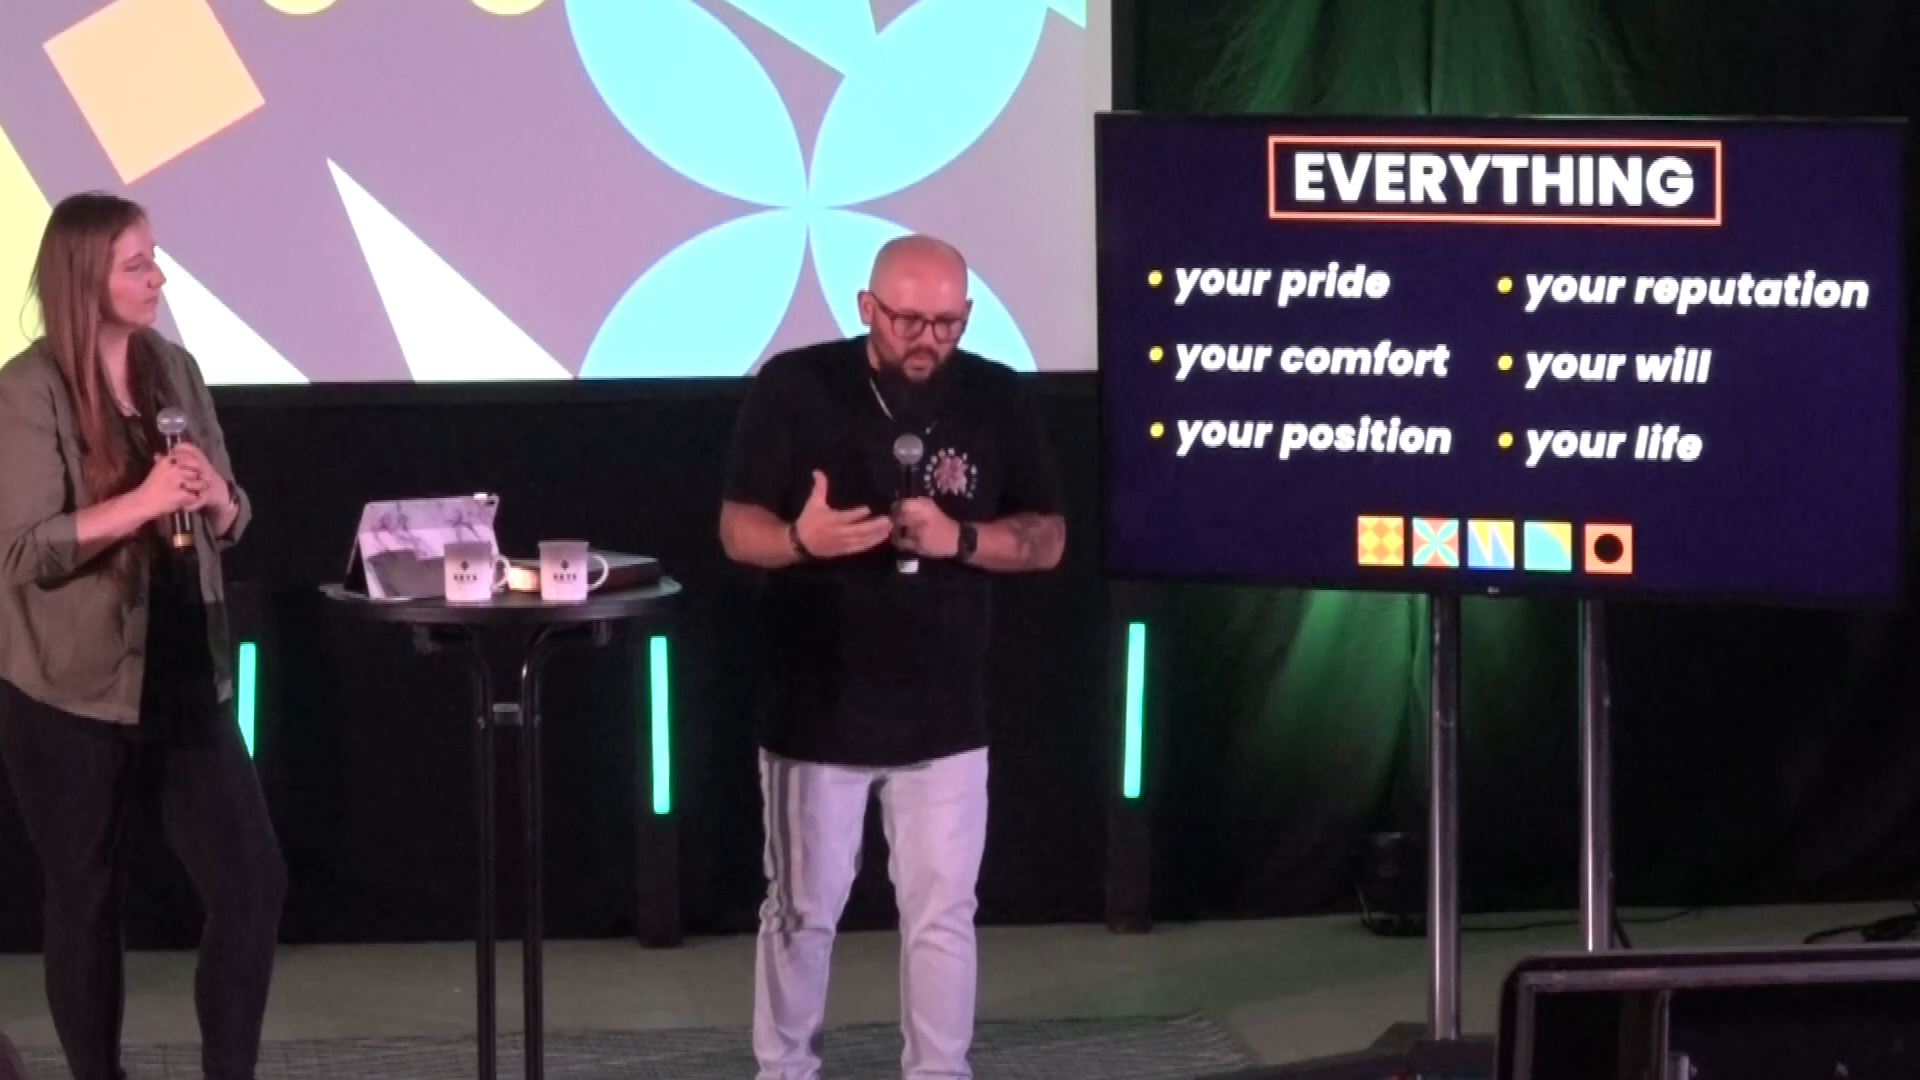 EVERYTHING
• your pride
• your comfort
• your position
• your reputation
• your will
• your life